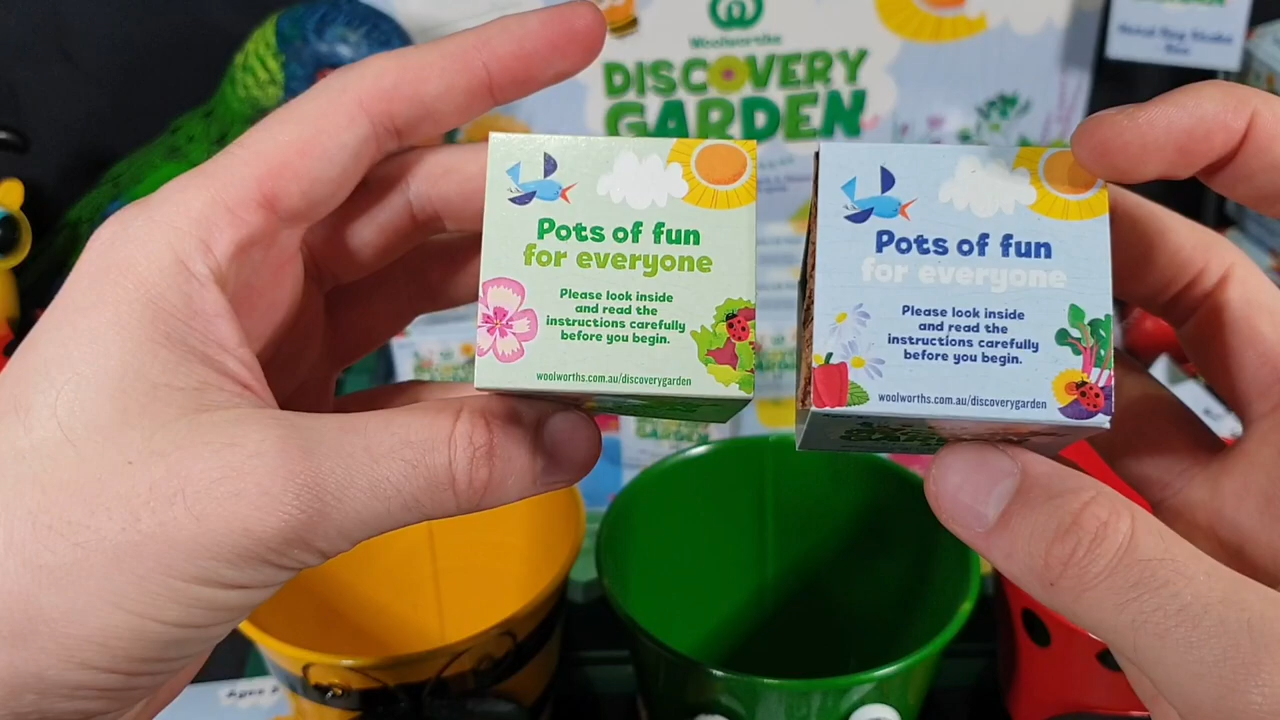 Woolworths
DISCOVERY
GARDEN
Pots of fun
for everyone
Please look inside
and read the
instructions carefully
before you begin.
woolworths.com.au/discoverygarden
Pots of fun
for everyone
Please look inside
and read the
instructions carefully
before you begin.
woolworths.com.au/discoverygarden